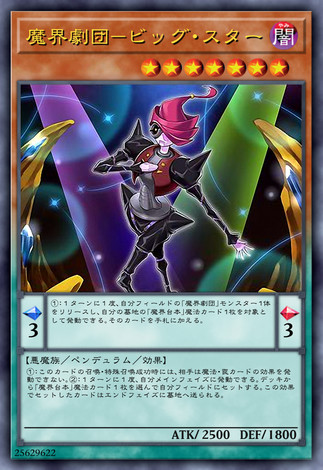 魔界劇団－ビッグ・スター
闇
やみ
①：１ターンに１度、自分フィールドの「魔界劇団」モンスター１体
をリリースし、自分の墓地の「魔界台本」魔法カード１枚を対象と
して発動できる。そのカードを手札に加える。
3
3
【悪魔族／ペンデュラム／効果】
①：このカードの召喚・特殊召喚成功時には、相手は魔法・罠カードの効果を発
動できない。②：１ターンに１度、自分メインフェイズに発動できる。デッキか
ら「魔界台本」魔法カード１枚を選んで自分フィールドにセットする。この効果
でセットしたカードはエンドフェイズに墓地へ送られる。
ATK/ 2500 DEF/1800
25629622